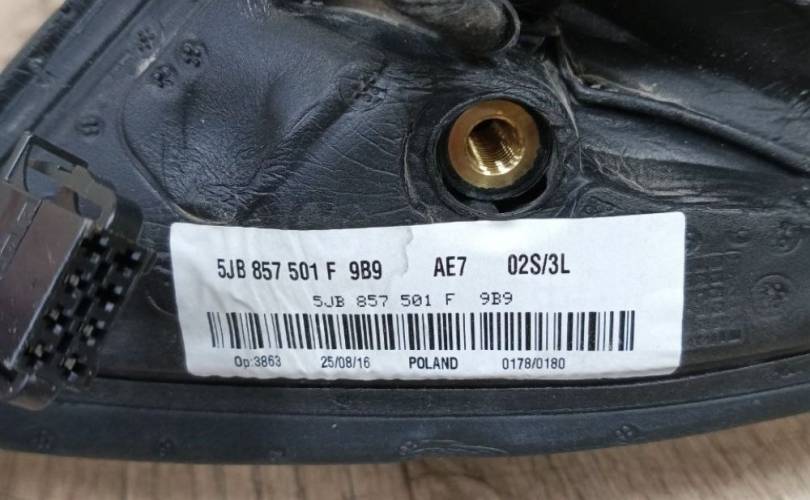 5JB 857 501 F 9B9 AE7 02S/3L
5JB 857 501 F 9B9
Op:3863 25/08/16 POLAND 0178/0180